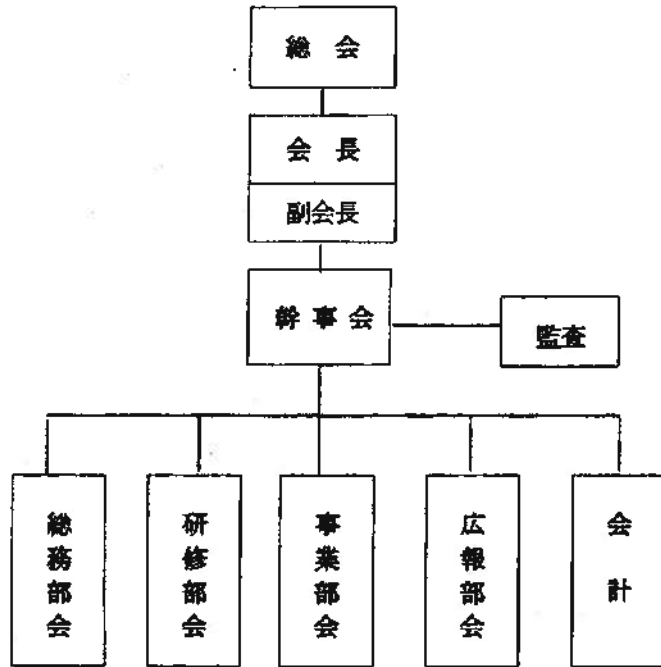 総 会
会 長
副会長
幹 事 会
監査
総務部会
研修部会
事業部会
広報部会
会 計